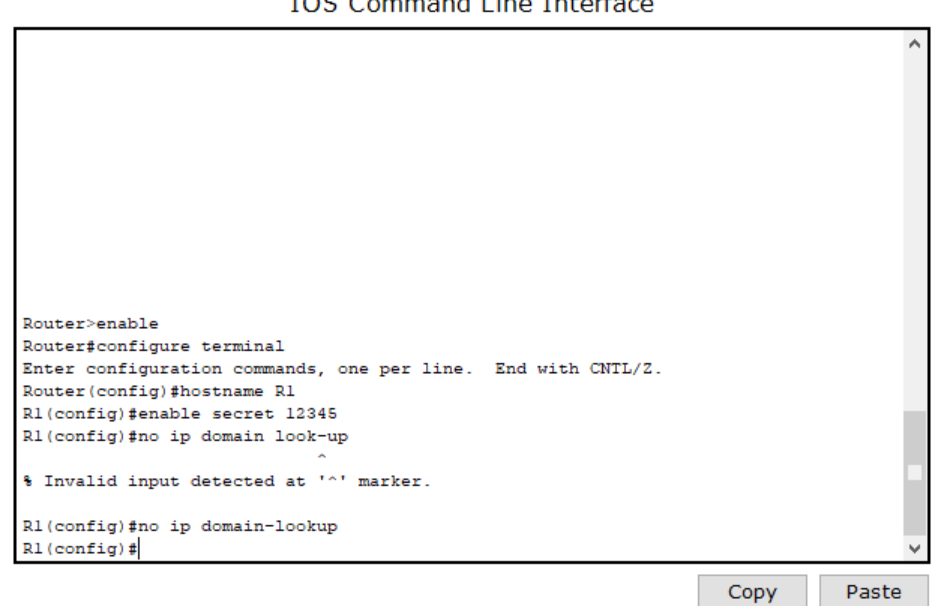 IOS Command Line Interface
Router>enable
Router#configure terminal
Enter configuration commands, one per line.  End with CNTL/Z.
Router(config)#hostname R1
R1(config)#enable secret 12345
R1(config)#no ip domain look-up
^
% Invalid input detected at '^' marker.
R1(config)#no ip domain-lookup
R1(config)#
Copy
Paste